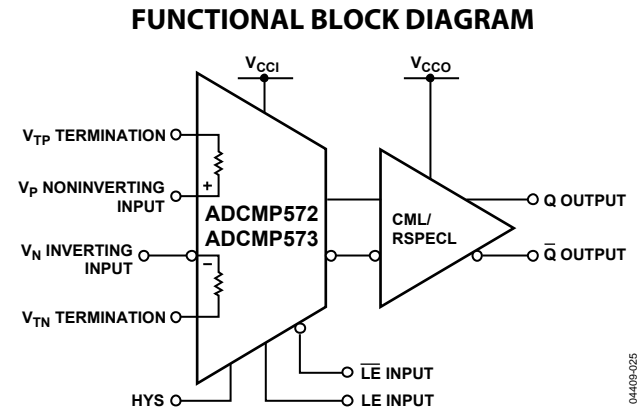 FUNCTIONAL BLOCK DIAGRAM
VCCI
VCCO
VTP TERMINATION
VP NONINVERTING
INPUT
+
ADCMP572
ADCMP573
CML/
RSPECL
Q OUTPUT
Q̅ OUTPUT
VN INVERTING
INPUT
–
VTN TERMINATION
L̅E̅ INPUT
HYS
LE INPUT
04409-025